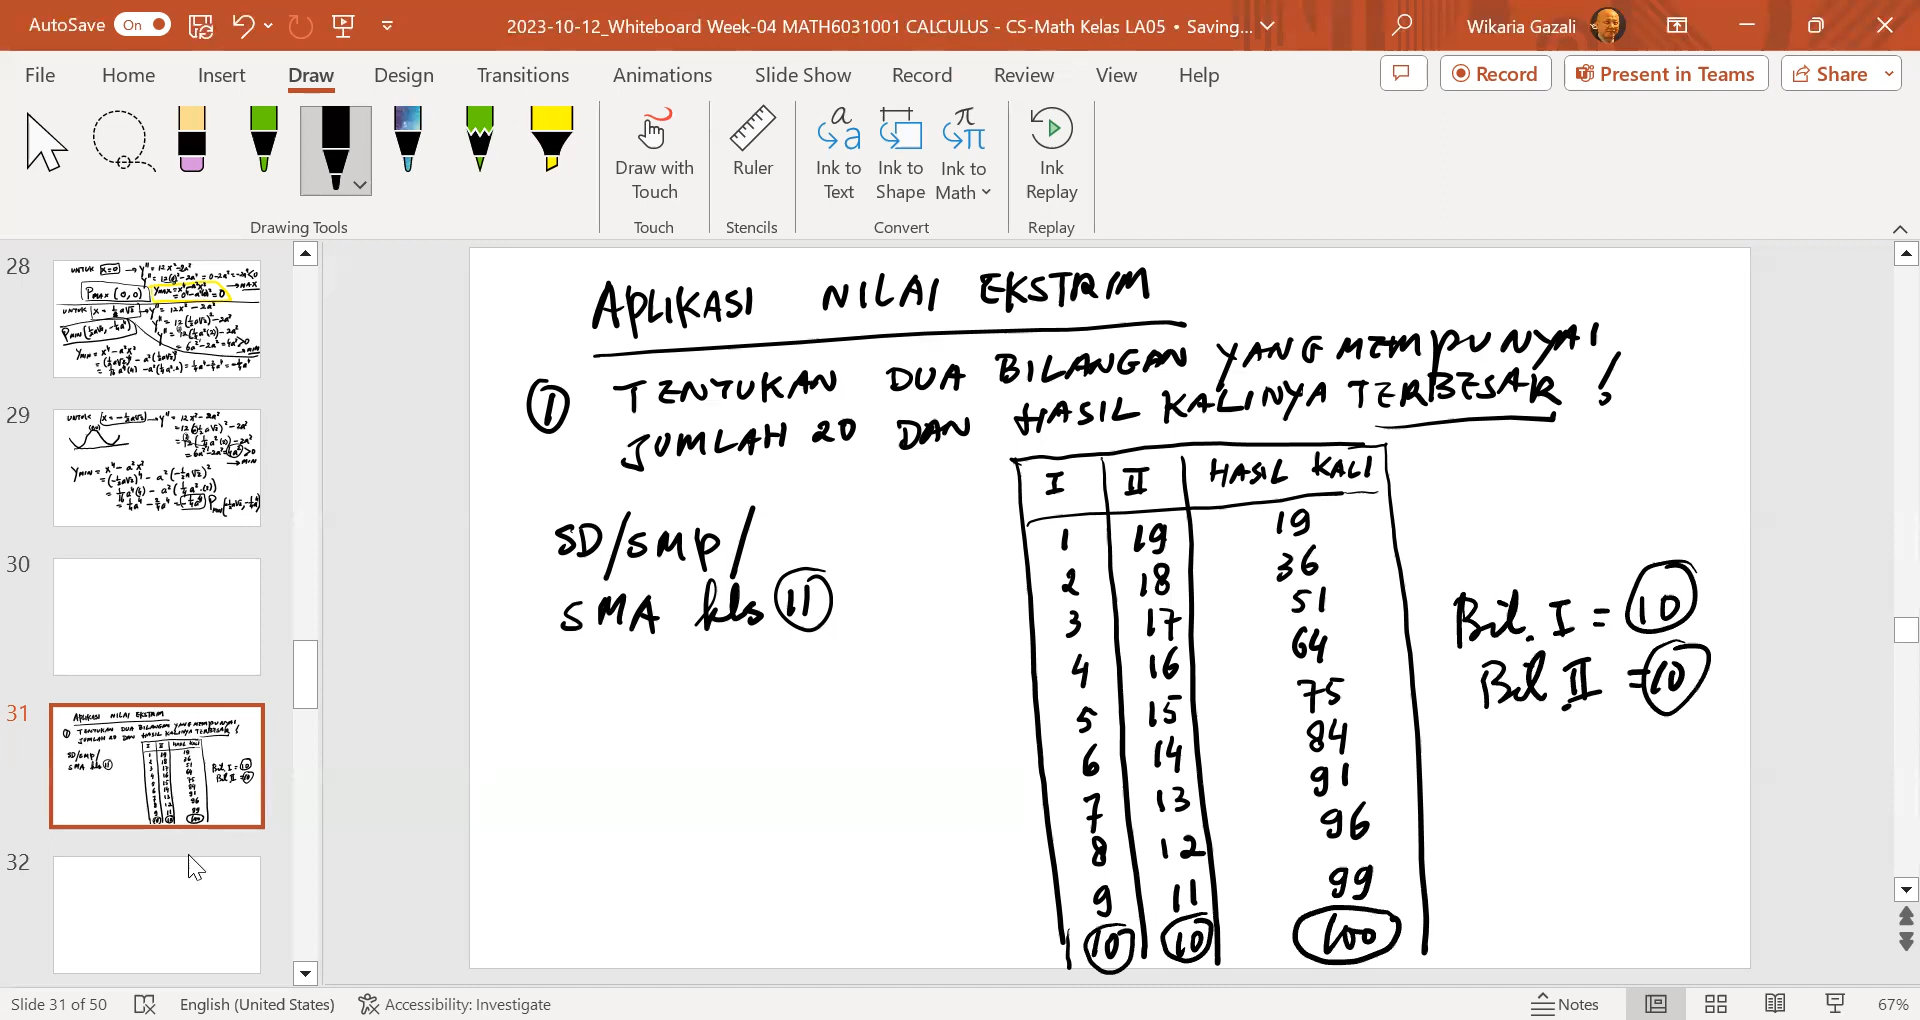 AutoSave On
2023-10-12_Whiteboard Week-04 MATH6031001 CALCULUS - CS-Math Kelas LA05 • Saving...
Wikaria Gazali
File Home Insert Draw Design Transitions Animations Slide Show Record Review View Help
Record Present in Teams Share
Draw with Touch
Ruler
Ink to Text
Ink to Shape
Ink to Math
Ink Replay
Drawing Tools Touch Stencils Convert Replay
28
29
30
31
32
APLIKASI NILAI EKSTRIM
① TENTUKAN DUA BILANGAN YANG MEMPUNYAI
JUMLAH 20 DAN HASIL KALINYA TERBESAR!
SD/SMP/
SMA kls 11
I II HASIL KALI
1 19 19
2 18 36
3 17 51
4 16 64
5 15 75
6 14 84
7 13 91
8 12 96
9 11 99
10 10 100
Bil. I = 10
Bil II = 10
Slide 31 of 50 English (United States) Accessibility: Investigate Notes 67%